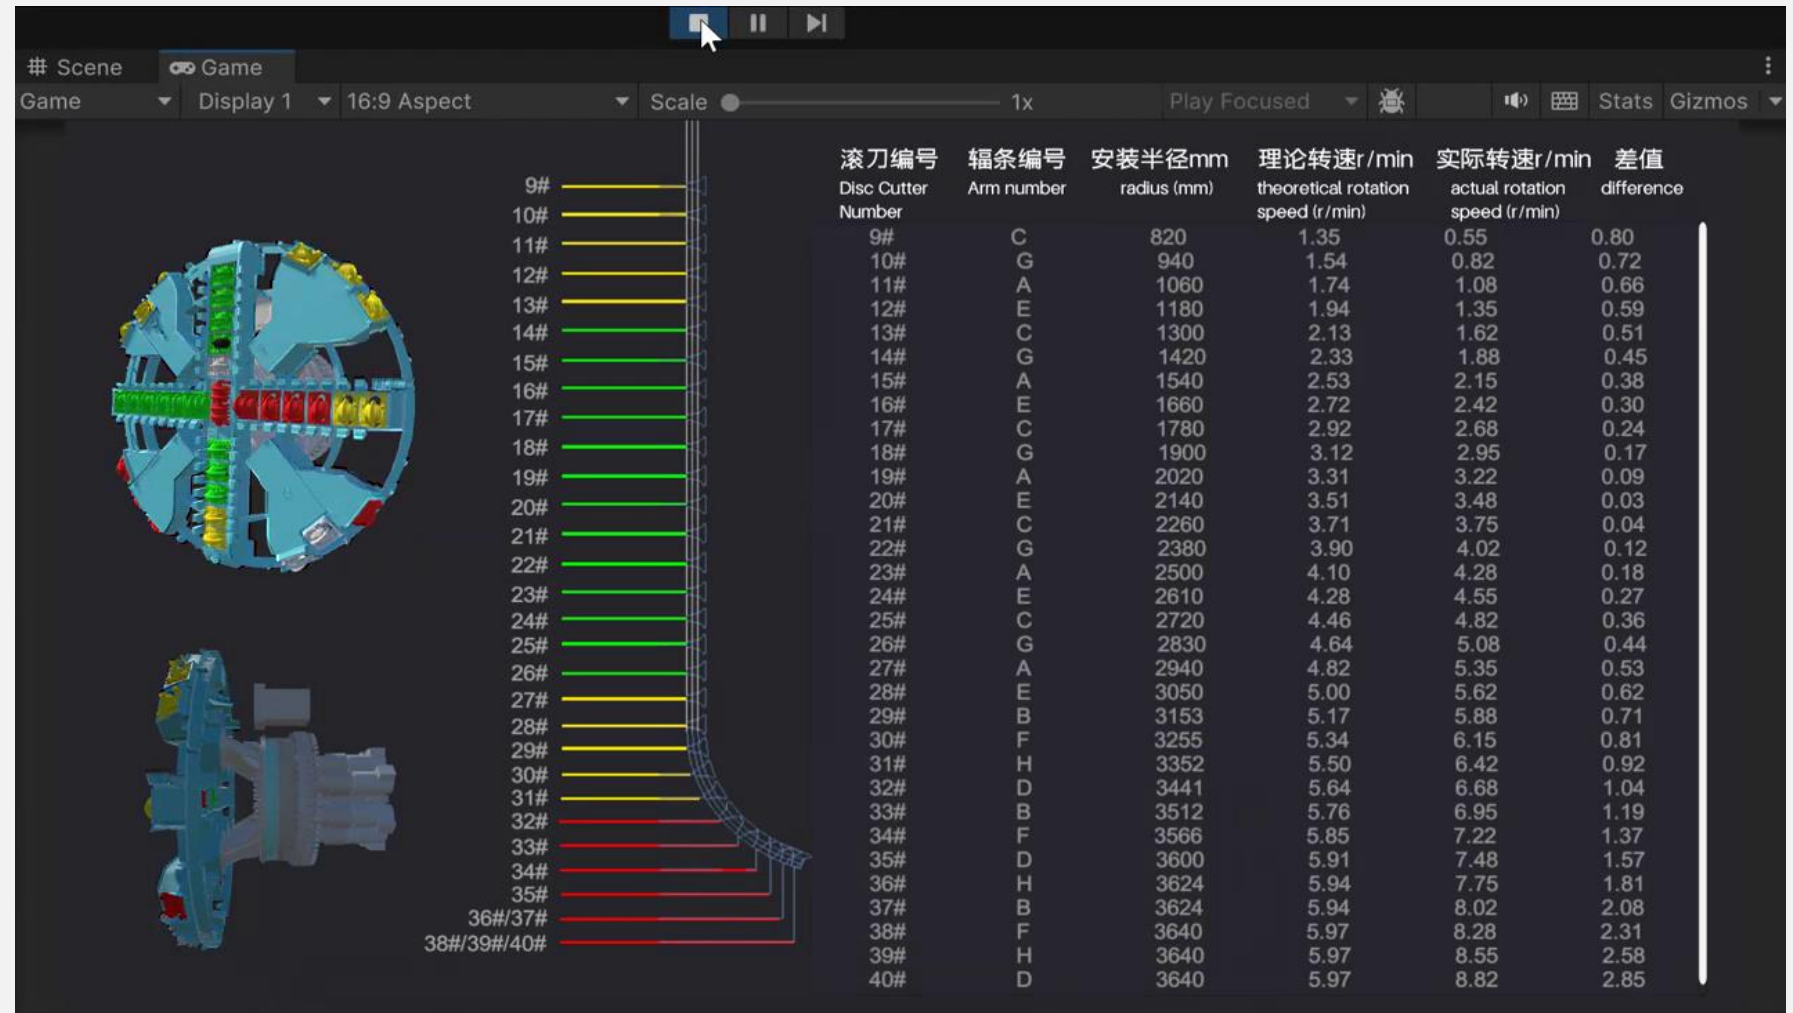 Scene
Game
Game
Display 1
16:9 Aspect
Scale
1x
Play Focused
Stats
Gizmos
9#
10#
11#
12#
13#
14#
15#
16#
17#
18#
19#
20#
21#
22#
23#
24#
25#
26#
27#
28#
29#
30#
31#
32#
33#
34#
35#
36#/37#
38#/39#/40#
滚刀编号 辐条编号 安装半径mm 理论转速r/min 实际转速r/min 差值
Disc Cutter Arm number radius (mm) theoretical rotation actual rotation difference
Number speed (r/min) speed (r/min)
9# C 820 1.35 0.55 0.80
10# G 940 1.54 0.82 0.72
11# A 1060 1.74 1.08 0.66
12# E 1180 1.94 1.35 0.59
13# C 1300 2.13 1.62 0.51
14# G 1420 2.33 1.88 0.45
15# A 1540 2.53 2.15 0.38
16# E 1660 2.72 2.42 0.30
17# C 1780 2.92 2.68 0.24
18# G 1900 3.12 2.95 0.17
19# A 2020 3.31 3.22 0.09
20# E 2140 3.51 3.48 0.03
21# C 2260 3.71 3.75 0.04
22# G 2380 3.90 4.02 0.12
23# A 2500 4.10 4.28 0.18
24# E 2610 4.28 4.55 0.27
25# C 2720 4.46 4.82 0.36
26# G 2830 4.64 5.08 0.44
27# A 2940 4.82 5.35 0.53
28# E 3050 5.00 5.62 0.62
29# B 3153 5.17 5.88 0.71
30# F 3255 5.34 6.15 0.81
31# H 3352 5.50 6.42 0.92
32# D 3441 5.64 6.68 1.04
33# B 3512 5.76 6.95 1.19
34# F 3566 5.85 7.22 1.37
35# D 3600 5.91 7.48 1.57
36# H 3624 5.94 7.75 1.81
37# B 3624 5.94 8.02 2.08
38# F 3640 5.97 8.28 2.31
39# H 3640 5.97 8.55 2.58
40# D 3640 5.97 8.82 2.85